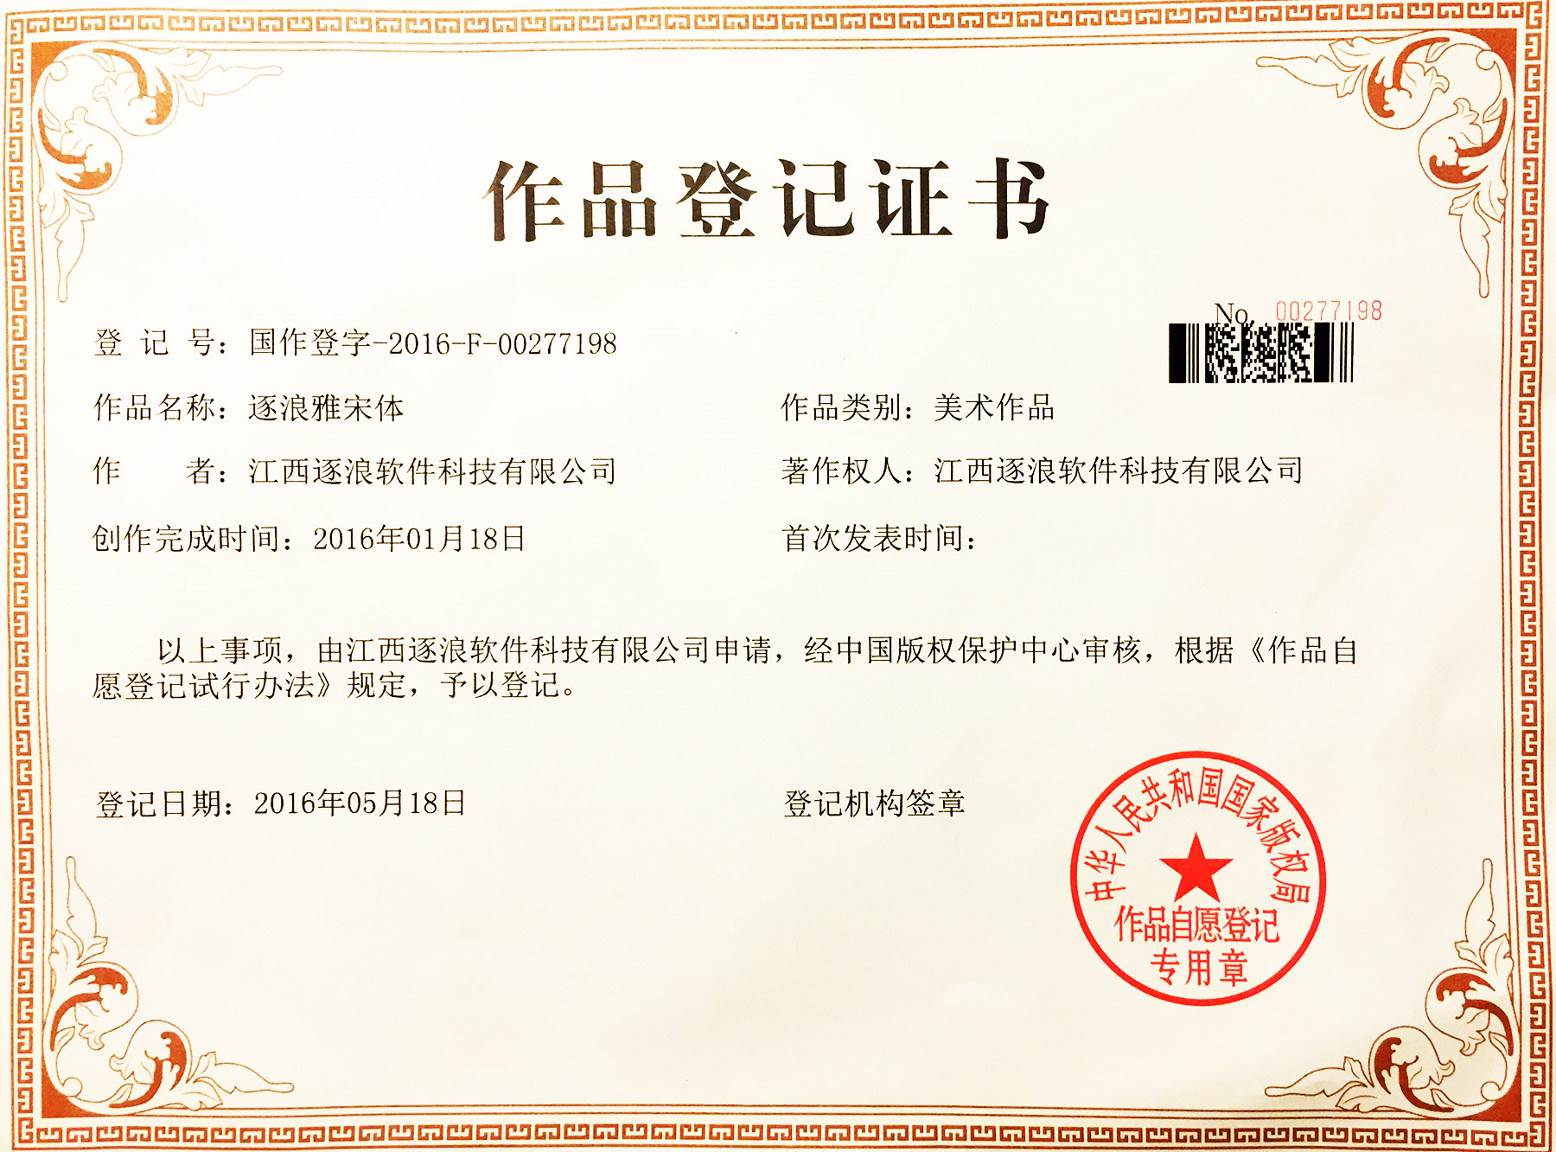 作品登记证书
No. 00277198
登 记 号：国作登字-2016-F-00277198
作品名称：逐浪雅宋体
作品类别：美术作品
作 者：江西逐浪软件科技有限公司
著作权人：江西逐浪软件科技有限公司
创作完成时间：2016年01月18日
首次发表时间：
以上事项，由江西逐浪软件科技有限公司申请，经中国版权保护中心审核，根据《作品自
愿登记试行办法》规定，予以登记。
登记日期：2016年05月18日
登记机构签章
中华人民共和国国家版权局
作品自愿登记
专用章